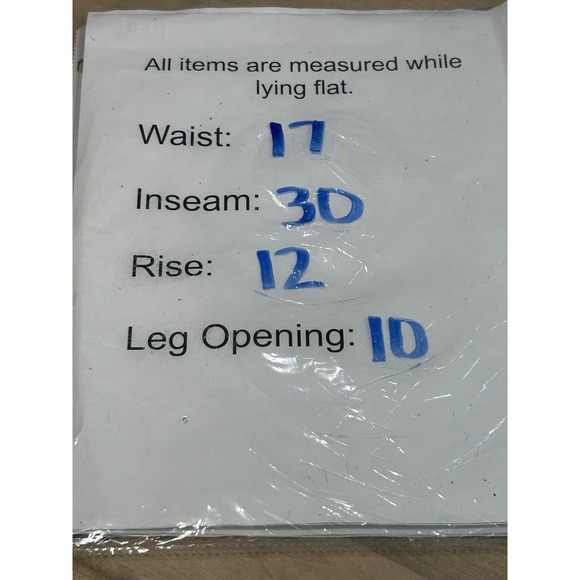 All items are measured while
lying flat.
Waist: 17
Inseam: 30
Rise: 12
Leg Opening: 10